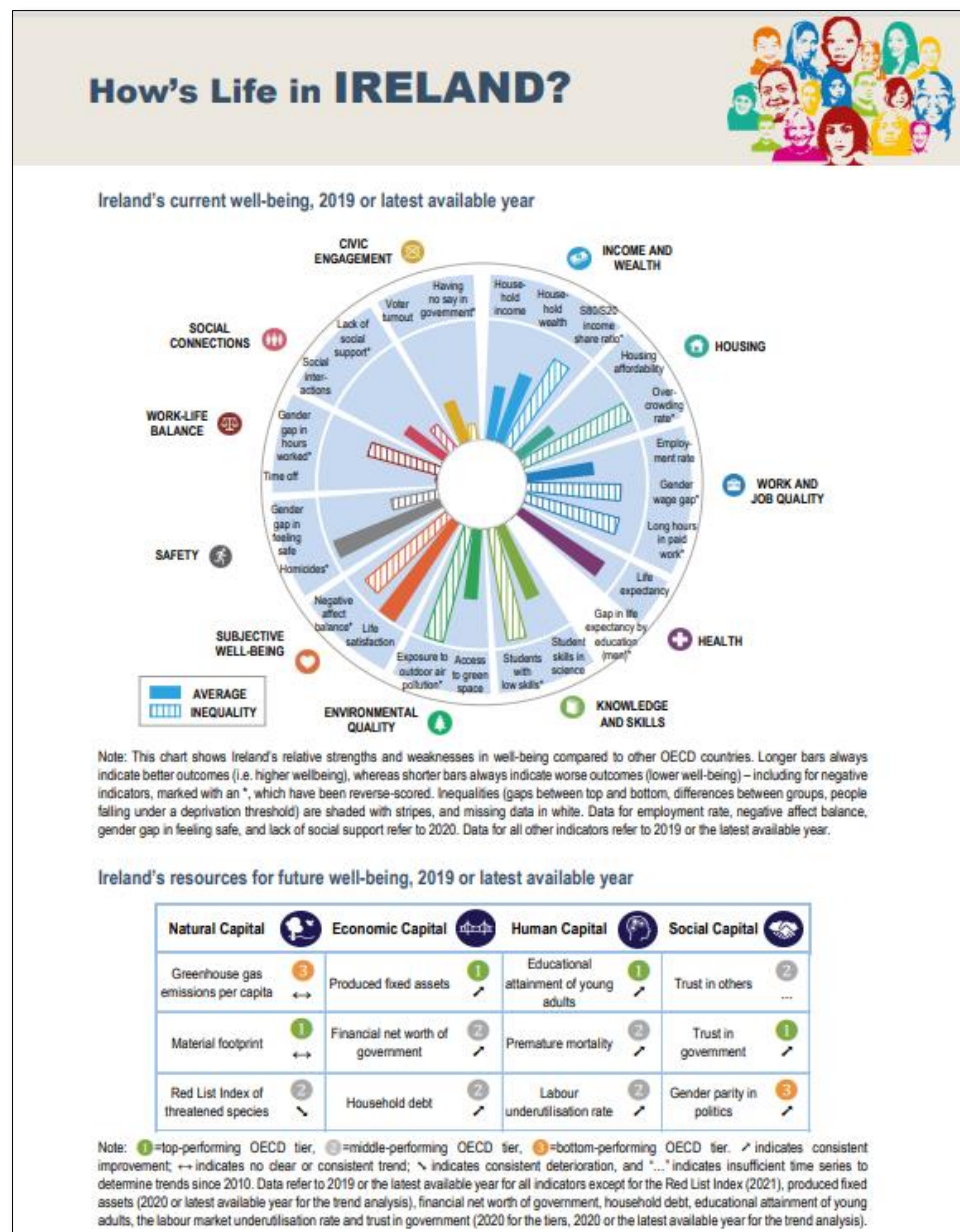 How's Life in IRELAND?
Ireland's current well-being, 2019 or latest available year
CIVIC
ENGAGEMENT
INCOME AND
WEALTH
HOUSING
WORK AND
JOB QUALITY
HEALTH
KNOWLEDGE
AND SKILLS
ENVIRONMENTAL
QUALITY
SUBJECTIVE
WELL-BEING
SAFETY
WORK-LIFE
BALANCE
SOCIAL
CONNECTIONS
House-
hold
income
House-
hold
wealth
S80/S20
income
share ratio*
Housing
affordability
Over-
crowding
rate*
Employ-
ment rate
Gender
wage gap*
Long hours
in paid
work*
Life
expectancy
Gap in life
expectancy by
education
(men)*
Student
skills in
science
Students
with
low skills*
Access
to green
space
Exposure to
outdoor air
pollution*
Life
satisfaction
Negative
affect
balance*
Homicides*
Gender
gap in
feeling
safe
Time off
Gender
gap in
hours
worked*
Social
inter-
actions
Lack of
social
support*
Voter
turnout
Having
no say in
government*
AVERAGE
INEQUALITY
Note: This chart shows Ireland's relative strengths and weaknesses in well-being compared to other OECD countries. Longer bars always
indicate better outcomes (i.e. higher wellbeing), whereas shorter bars always indicate worse outcomes (lower well-being) – including for negative
indicators, marked with an *, which have been reverse-scored. Inequalities (gaps between top and bottom, differences between groups, people
falling under a deprivation threshold) are shaded with stripes, and missing data in white. Data for employment rate, negative affect balance,
gender gap in feeling safe, and lack of social support refer to 2020. Data for all other indicators refer to 2019 or the latest available year.
Ireland's resources for future well-being, 2019 or latest available year
Natural Capital Economic Capital Human Capital Social Capital
Greenhouse gas
emissions per capita
3
↔
Produced fixed assets
1
↗
Educational
attainment of young
adults
1
↗
Trust in others
2
....
Material footprint
1
↔
Financial net worth of
government
2
↗
Premature mortality
2
↗
Trust in
government
1
↗
Red List Index of
threatened species
2
↘
Household debt
2
↗
Labour
underutilisation rate
2
↗
Gender parity in
politics
3
↗
Note: 1=top-performing OECD tier, 2=middle-performing OECD tier, 3=bottom-performing OECD tier. ↗ indicates consistent
improvement; ↔ indicates no clear or consistent trend; ↘ indicates consistent deterioration, and "..." indicates insufficient time series to
determine trends since 2010. Data refer to 2019 or the latest available year for all indicators except for the Red List Index (2021), produced fixed
assets (2020 or latest available year for the trend analysis), financial net worth of government, household debt, educational attainment of young
adults, the labour market underutilisation rate and trust in government (2020 for the tiers, 2020 or the latest available year for the trend analysis).